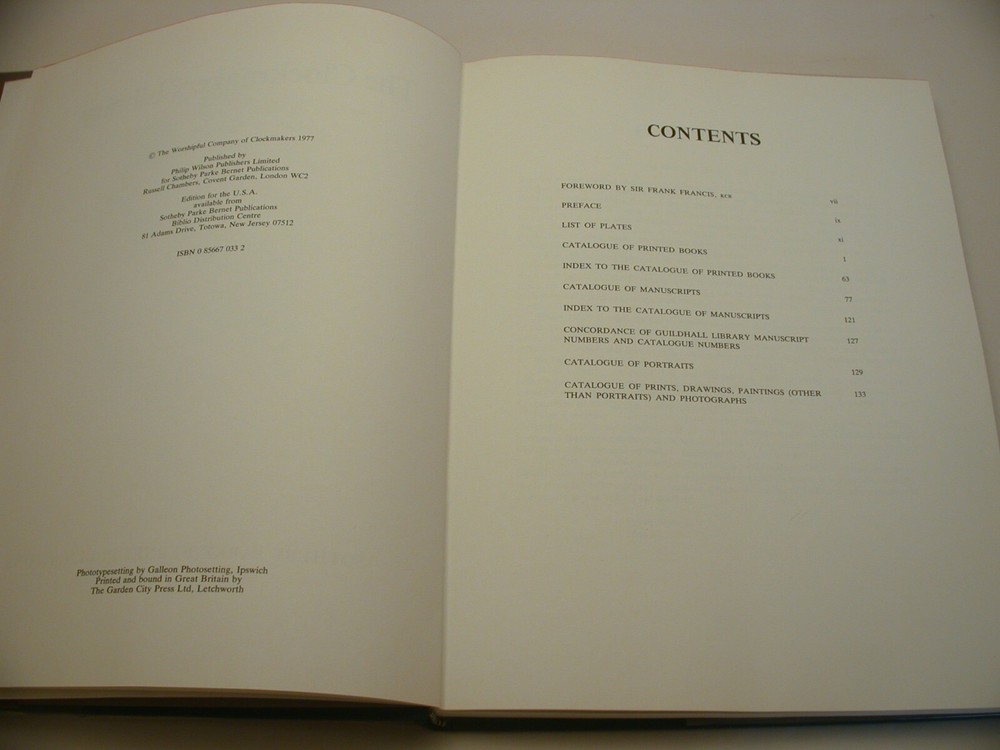 © The Worshipful Company of Clockmakers 1977
Published by
Philip Wilson Publishers Limited
for Sotheby Parke Bernet Publications
Russell Chambers, Covent Garden, London WC2
Edition for the U.S.A.
available from
Sotheby Parke Bernet Publications
Biblio Distribution Centre
81 Adams Drive, Totowa, New Jersey 07512
ISBN 0 85667 033 2
Phototypesetting by Galleon Photosetting, Ipswich
Printed and bound in Great Britain by
The Garden City Press Ltd, Letchworth
CONTENTS
FOREWORD BY SIR FRANK FRANCIS, KCB vii
PREFACE ix
LIST OF PLATES xi
CATALOGUE OF PRINTED BOOKS 1
INDEX TO THE CATALOGUE OF PRINTED BOOKS 63
CATALOGUE OF MANUSCRIPTS 77
INDEX TO THE CATALOGUE OF MANUSCRIPTS 121
CONCORDANCE OF GUILDHALL LIBRARY MANUSCRIPT
NUMBERS AND CATALOGUE NUMBERS 127
CATALOGUE OF PORTRAITS 129
CATALOGUE OF PRINTS, DRAWINGS, PAINTINGS (OTHER
THAN PORTRAITS) AND PHOTOGRAPHS 133